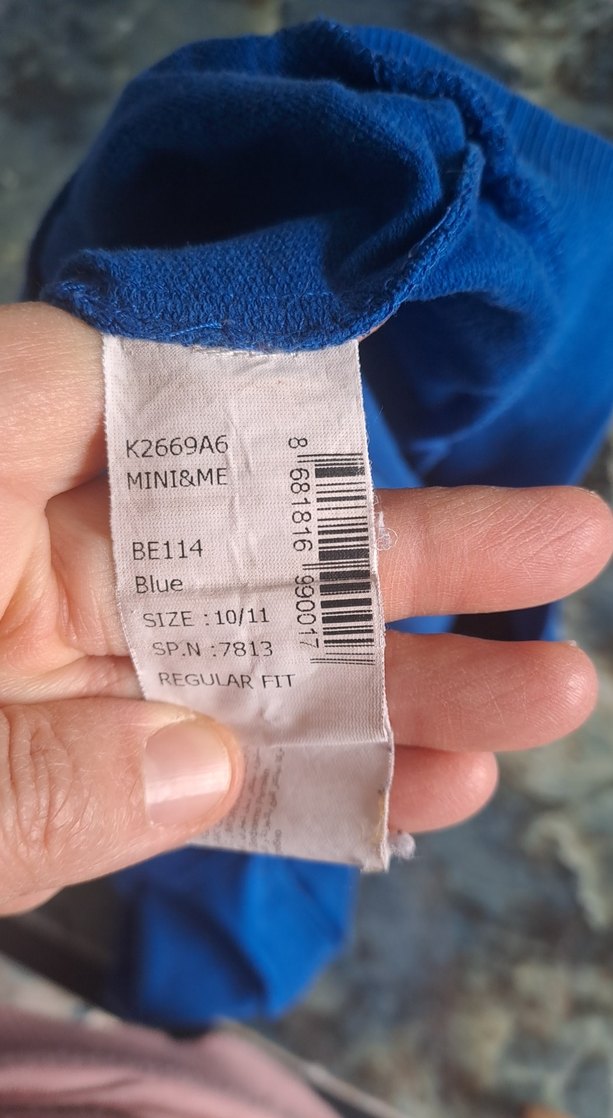 K2669A6
MINI&ME
BE114
Blue
SIZE : 10/11
SP.N : 7813
REGULAR FIT
8 681816 990017